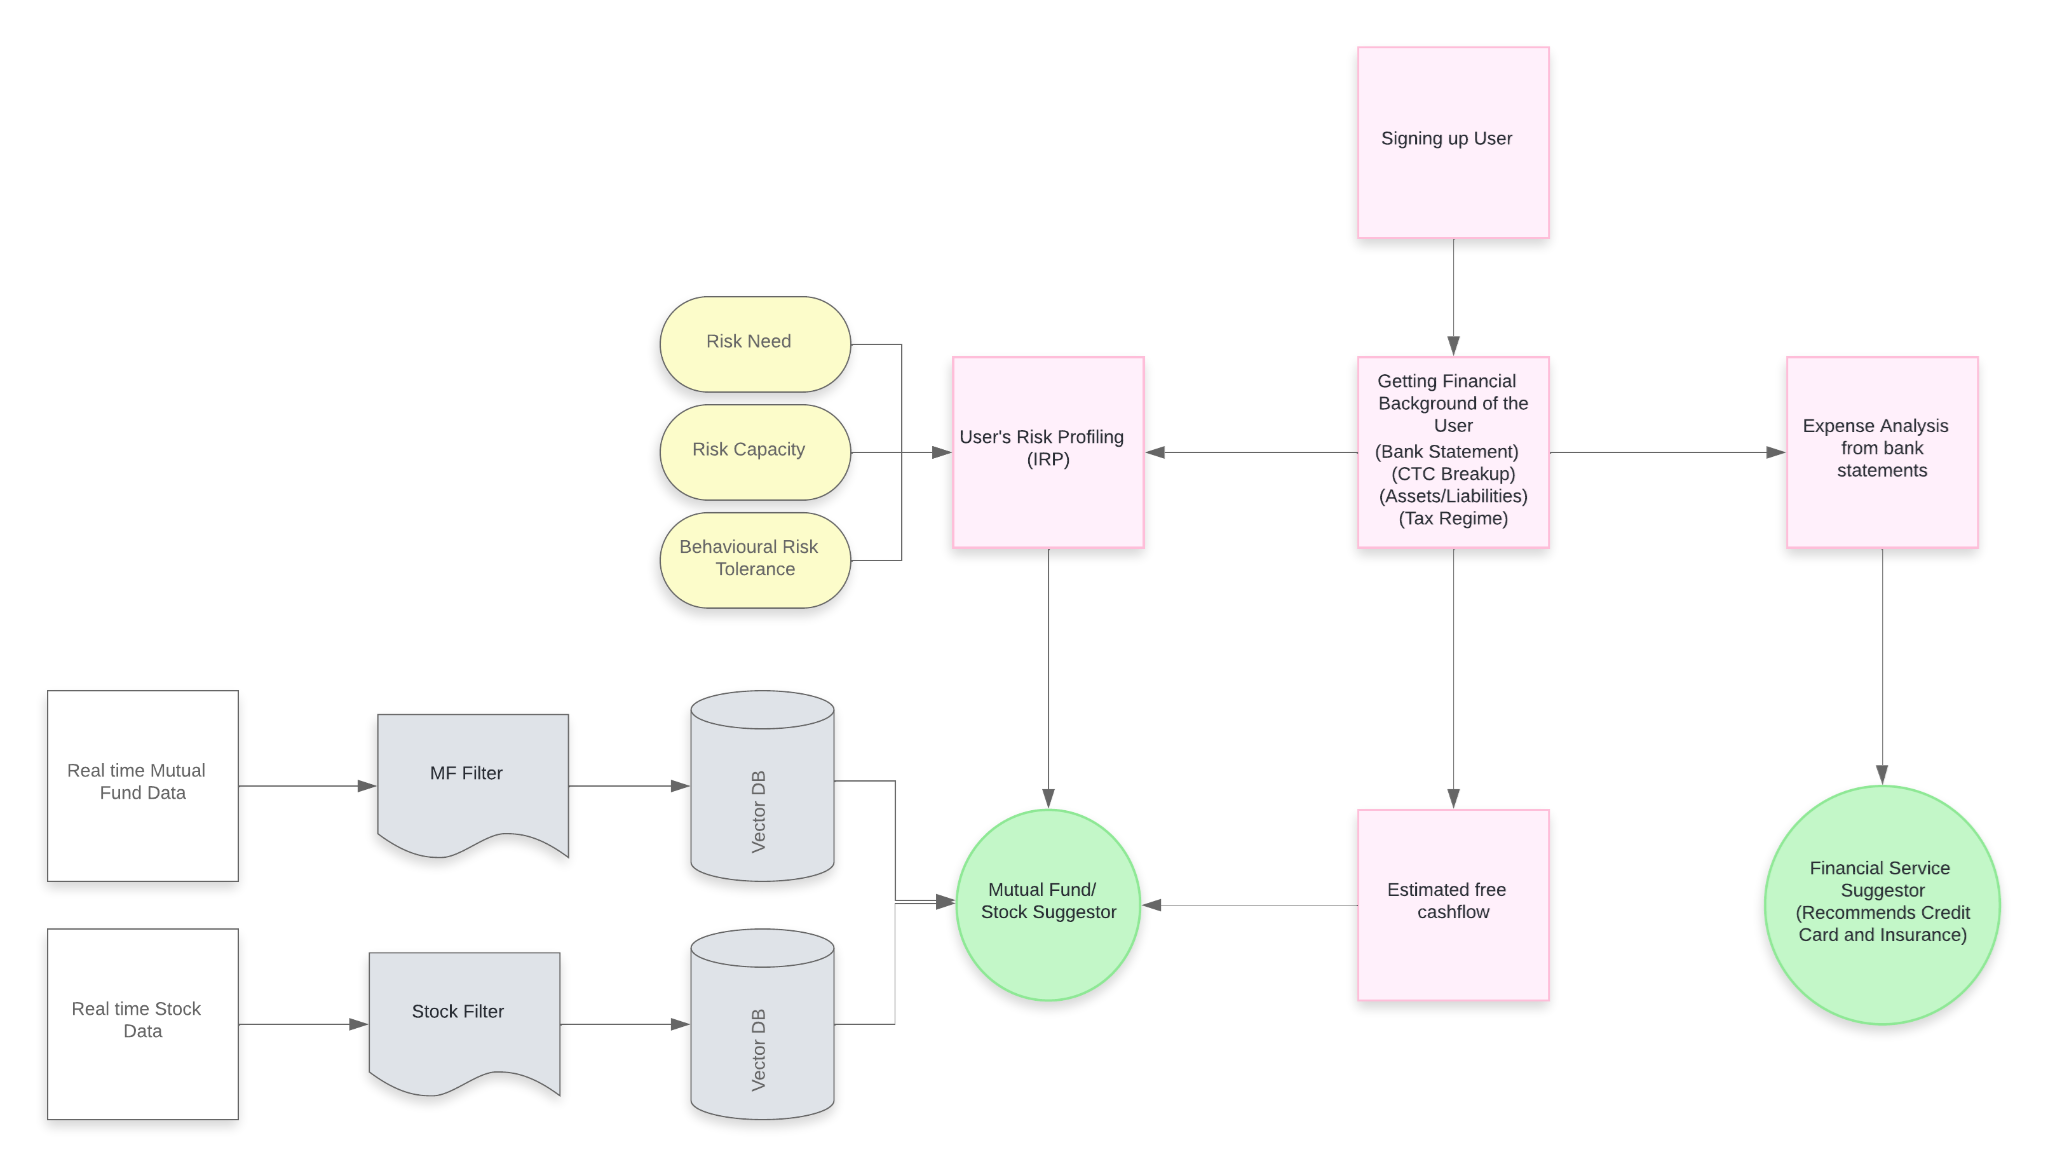 Signing up User
Risk Need
Risk Capacity
Behavioural Risk
Tolerance
User's Risk Profiling
(IRP)
Getting Financial
Background of the
User
(Bank Statement)
(CTC Breakup)
(Assets/Liabilities)
(Tax Regime)
Expense Analysis
from bank
statements
Real time Mutual
Fund Data
MF Filter
Vector DB
Mutual Fund/
Stock Suggestor
Estimated free
cashflow
Financial Service
Suggestor
(Recommends Credit
Card and Insurance)
Real time Stock
Data
Stock Filter
Vector DB